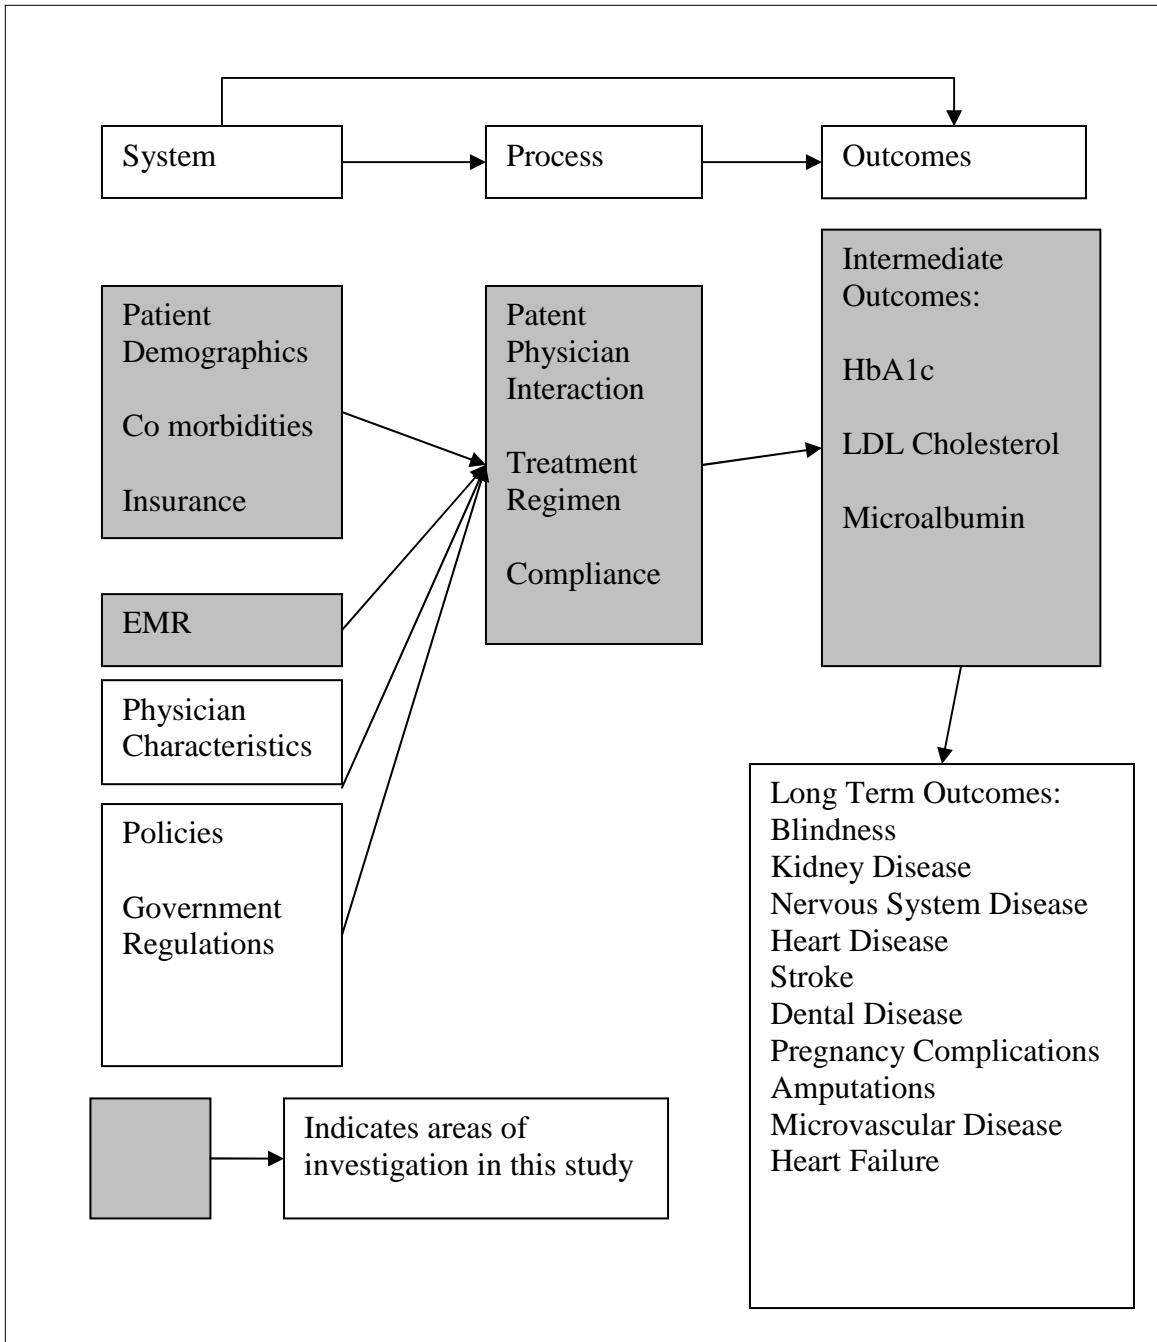 System
Process
Outcomes
Patient
Demographics
Co morbidities
Insurance
EMR
Physician
Characteristics
Policies
Government
Regulations
Patent
Physician
Interaction
Treatment
Regimen
Compliance
Intermediate
Outcomes:
HbA1c
LDL Cholesterol
Microalbumin
Long Term Outcomes:
Blindness
Kidney Disease
Nervous System Disease
Heart Disease
Stroke
Dental Disease
Pregnancy Complications
Amputations
Microvascular Disease
Heart Failure
Indicates areas of
investigation in this study